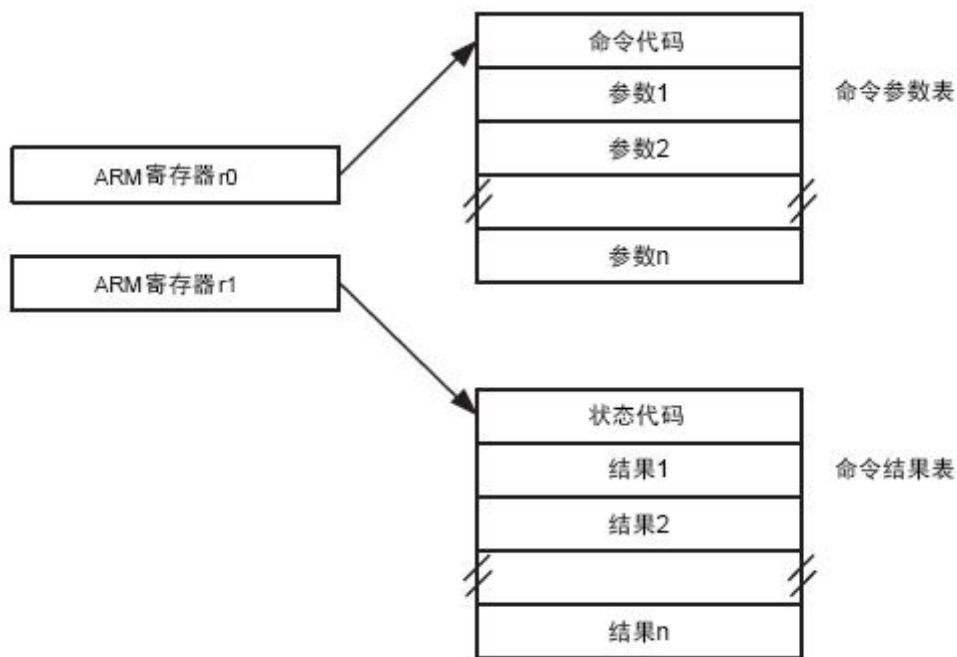 命令代码
参数1
命令参数表
参数2
ARM寄存器r0
参数n
ARM寄存器r1
状态代码
结果1
命令结果表
结果2
结果n